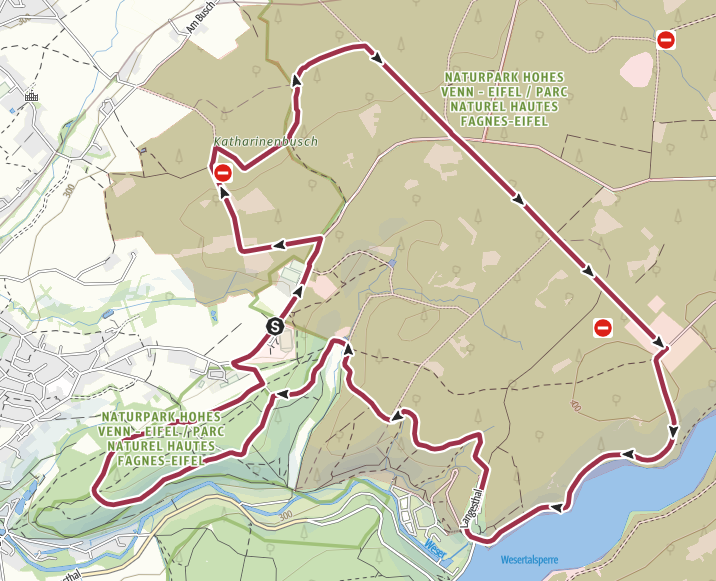 Am Busch
NATURPARK HOHES
VENN - EIFEL / PARC
NATUREL HAUTES
FAGNES-EIFEL
Katharinenbusch
300
S
400
NATURPARK HOHES
VENN - EIFEL / PARC
NATUREL HAUTES
FAGNES-EIFEL
Langesthal
300
Weser
Wesertalsperre